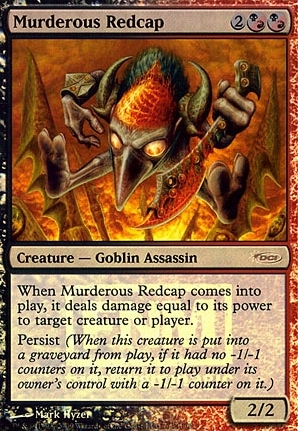 Murderous Redcap 2
DCI
Creature — Goblin Assassin
When Murderous Redcap comes into
play, it deals damage equal to its power
to target creature or player.
Persist (When this creature is put into
a graveyard from play, if it had no -1/-1
counters on it, return it to play under its
owner's control with a -1/-1 counter on it.)
Mark Hyzer
2/2